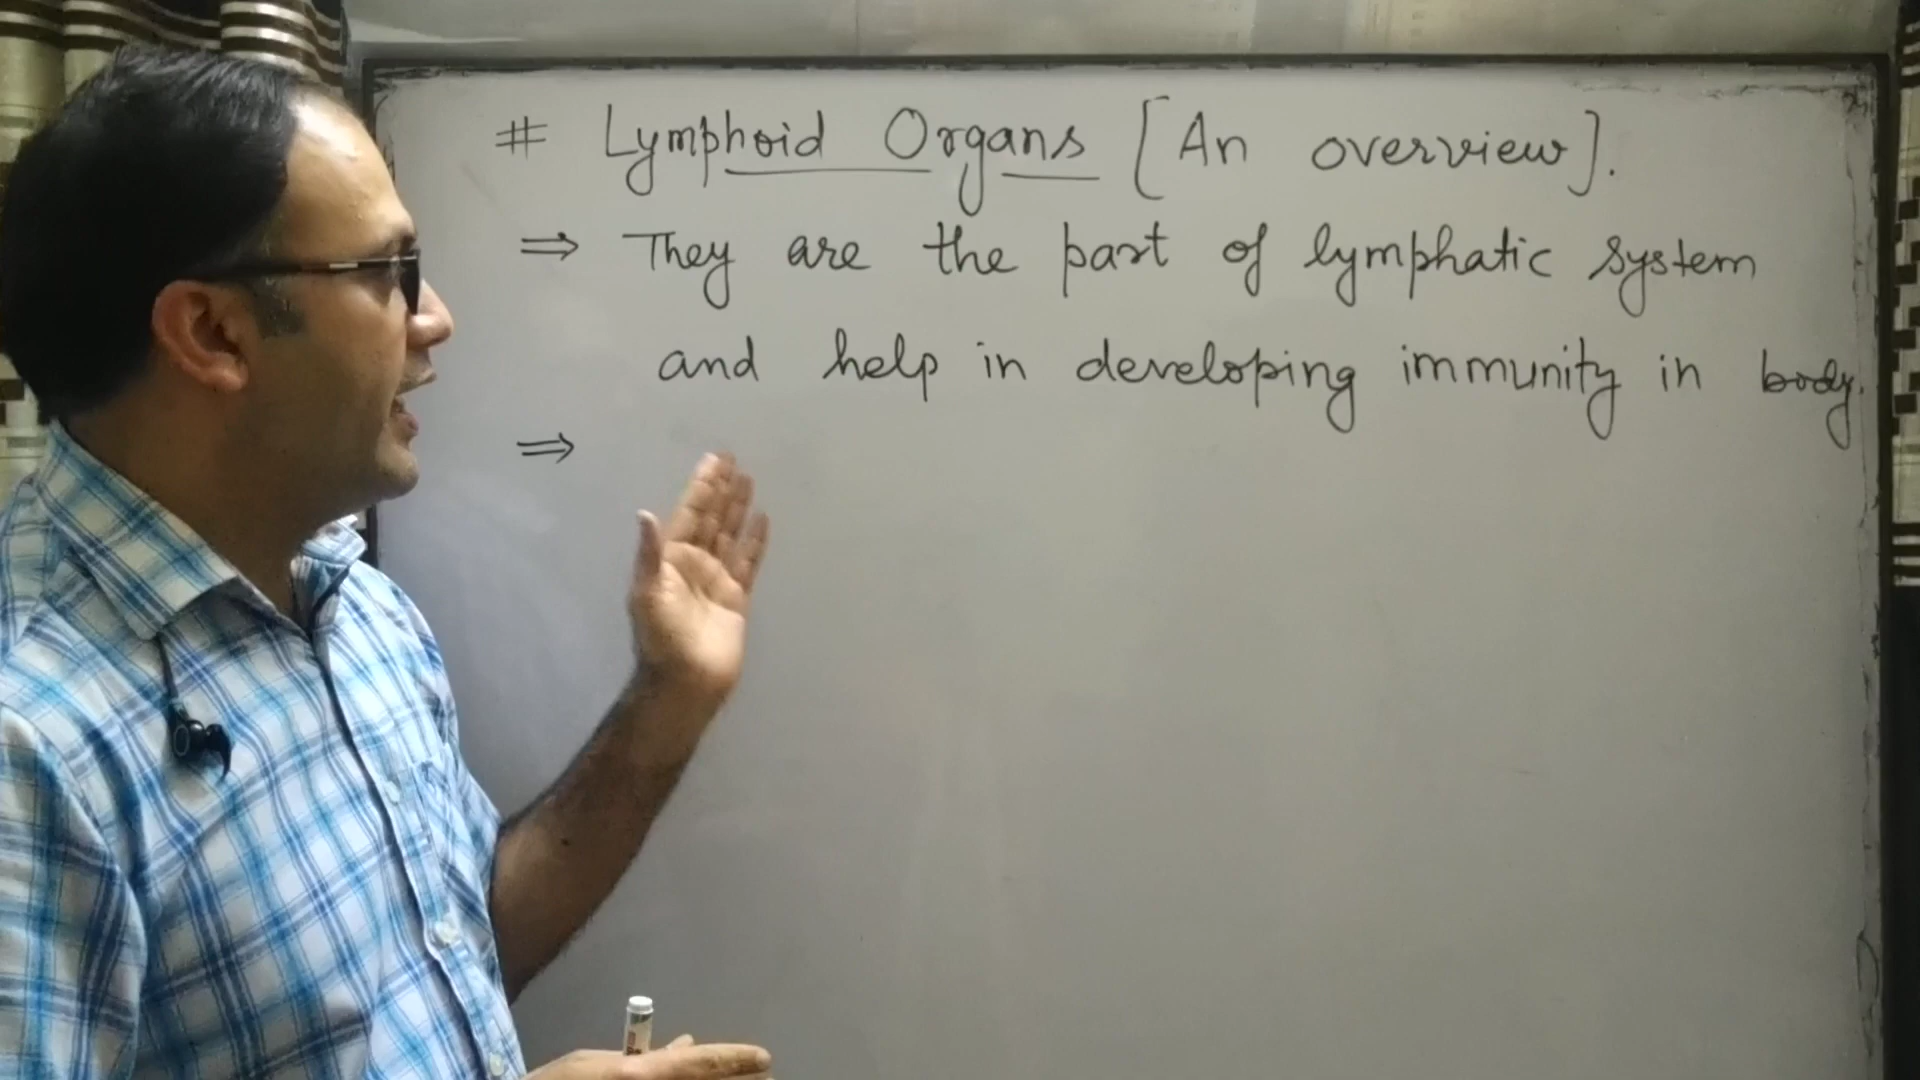 # Lymphoid Organs [An overview].
⇒ They are the part of lymphatic system
and help in developing immunity in body.
⇒